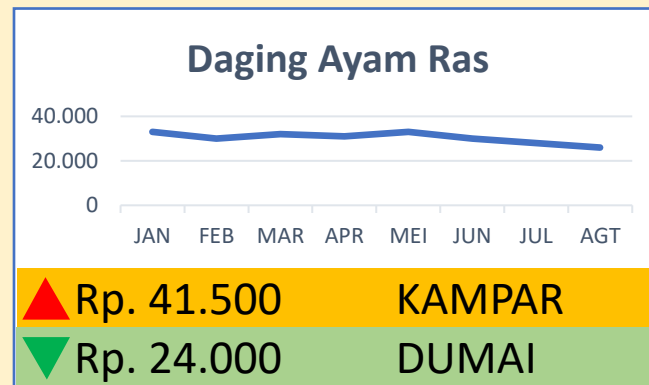 Daging Ayam Ras
40.000
20.000
0
JAN FEB MAR APR MEI JUN JUL AGT
Rp. 41.500 KAMPAR
Rp. 24.000 DUMAI